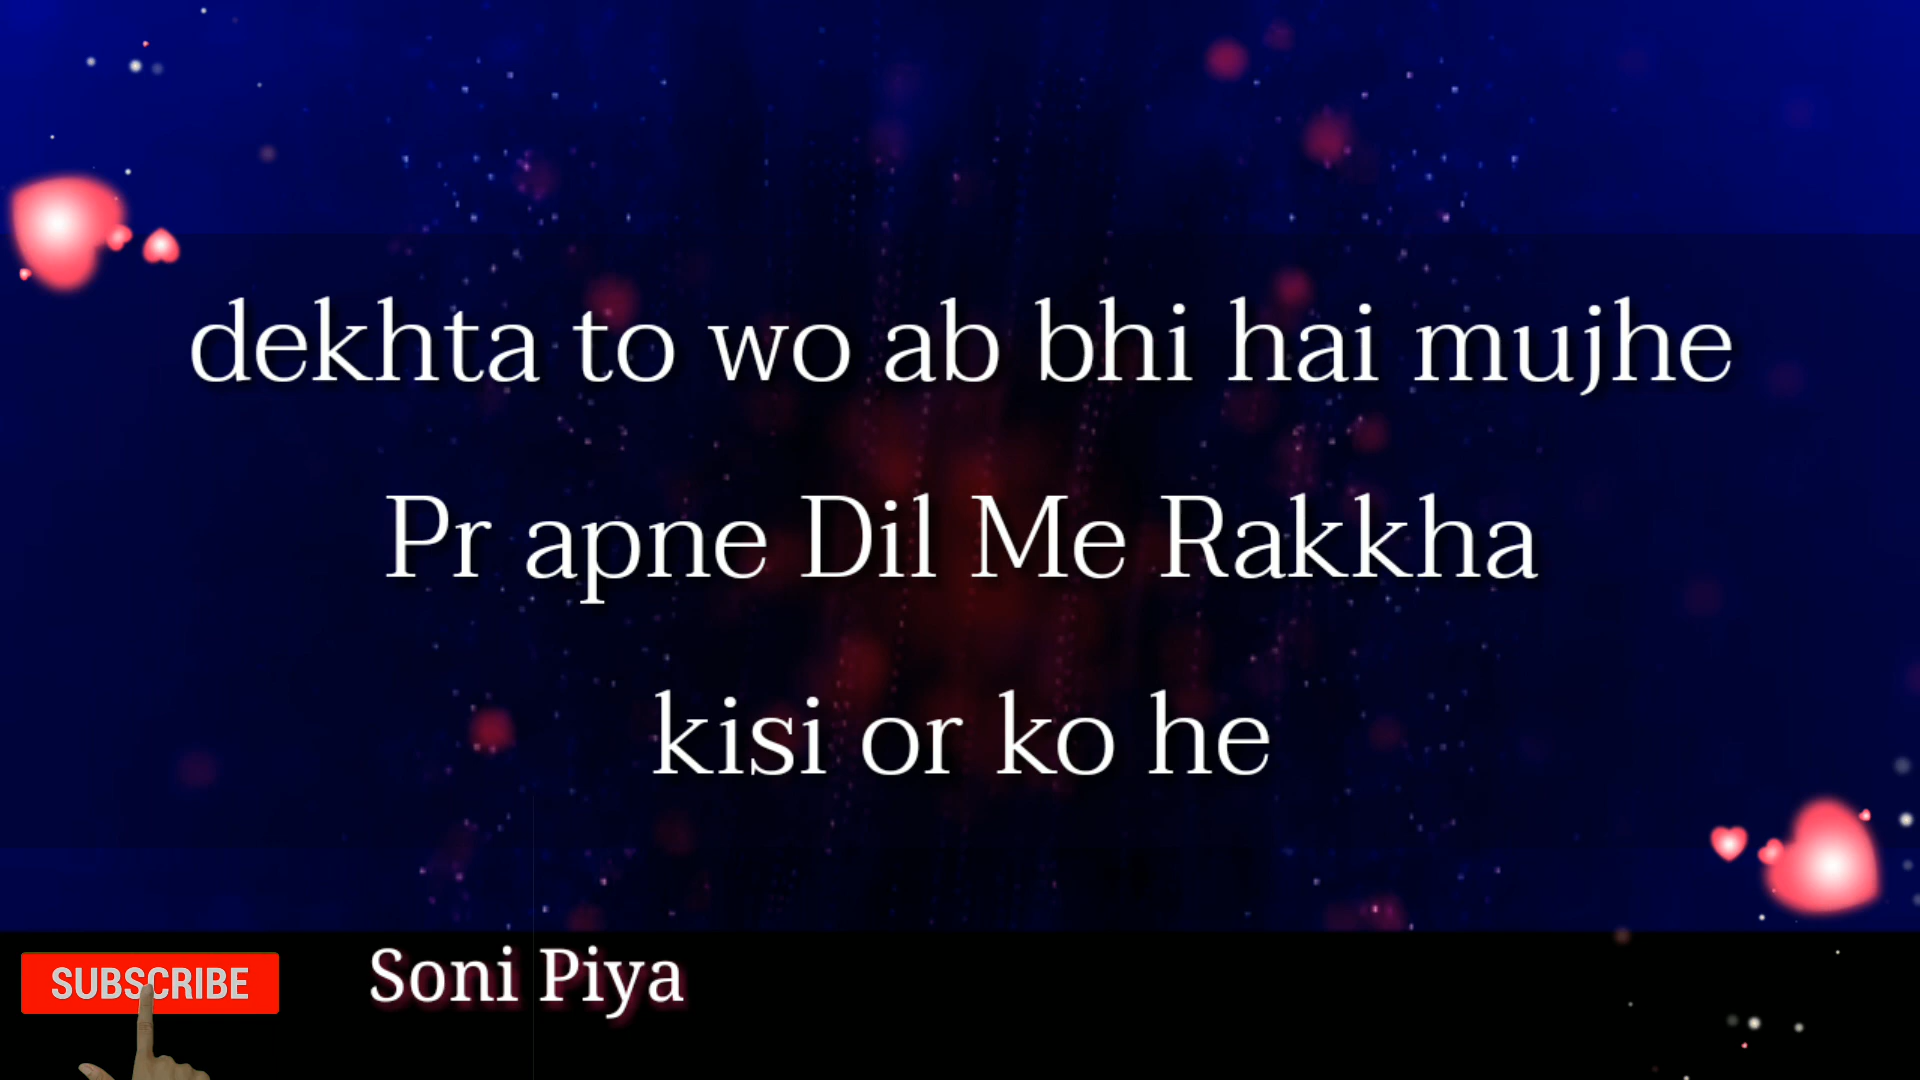 dekhta to wo ab bhi hai mujhe
Pr apne Dil Me Rakkha
kisi or ko he
SUBSCRIBE
Soni Piya